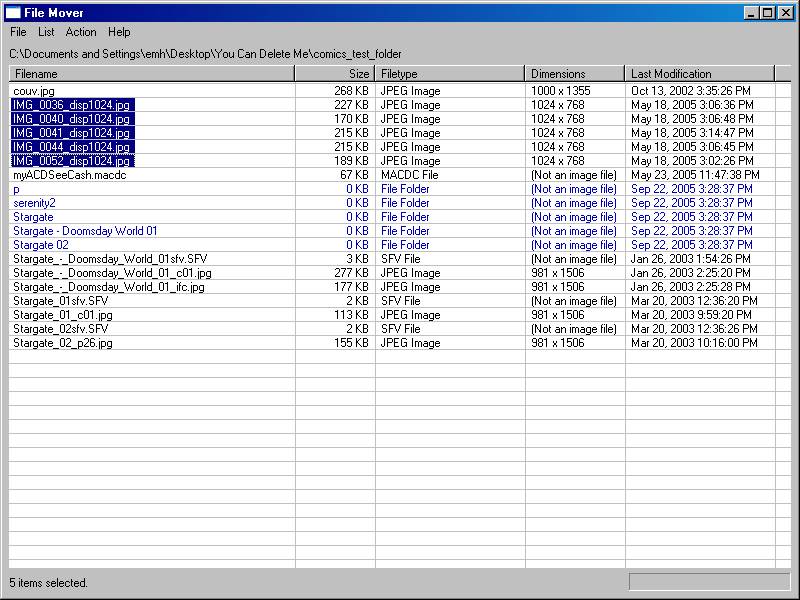 File Mover
File List Action Help
C:\Documents and Settings\emh\Desktop\You Can Delete Me\comics_test_folder
Filename Size Filetype Dimensions Last Modification
couv.jpg 268 KB JPEG Image 1000 x 1355 Oct 13, 2002 3:35:26 PM
IMG_0036_disp1024.jpg 227 KB JPEG Image 1024 x 768 May 18, 2005 3:06:36 PM
IMG_0040_disp1024.jpg 170 KB JPEG Image 1024 x 768 May 18, 2005 3:06:48 PM
IMG_0041_disp1024.jpg 215 KB JPEG Image 1024 x 768 May 18, 2005 3:14:47 PM
IMG_0044_disp1024.jpg 215 KB JPEG Image 1024 x 768 May 18, 2005 3:06:45 PM
IMG_0052_disp1024.jpg 189 KB JPEG Image 1024 x 768 May 18, 2005 3:02:26 PM
myACDSeeCash.macdc 67 KB MACDC File (Not an image file) May 23, 2005 11:47:38 PM
p 0 KB File Folder (Not an image file) Sep 22, 2005 3:28:37 PM
serenity2 0 KB File Folder (Not an image file) Sep 22, 2005 3:28:37 PM
Stargate 0 KB File Folder (Not an image file) Sep 22, 2005 3:28:37 PM
Stargate - Doomsday World 01 0 KB File Folder (Not an image file) Sep 22, 2005 3:28:37 PM
Stargate 02 0 KB File Folder (Not an image file) Sep 22, 2005 3:28:37 PM
Stargate_-_Doomsday_World_01sfv.SFV 3 KB SFV File (Not an image file) Jan 26, 2003 1:54:26 PM
Stargate_-_Doomsday_World_01_c01.jpg 277 KB JPEG Image 981 x 1506 Jan 26, 2003 2:25:20 PM
Stargate_-_Doomsday_World_01_ifc.jpg 177 KB JPEG Image 981 x 1506 Jan 26, 2003 2:25:28 PM
Stargate_01sfv.SFV 2 KB SFV File (Not an image file) Mar 20, 2003 12:36:20 PM
Stargate_01_c01.jpg 113 KB JPEG Image 981 x 1506 Mar 20, 2003 9:59:20 PM
Stargate_02sfv.SFV 2 KB SFV File (Not an image file) Mar 20, 2003 12:36:26 PM
Stargate_02_p26.jpg 155 KB JPEG Image 981 x 1506 Mar 20, 2003 10:16:00 PM
5 items selected.